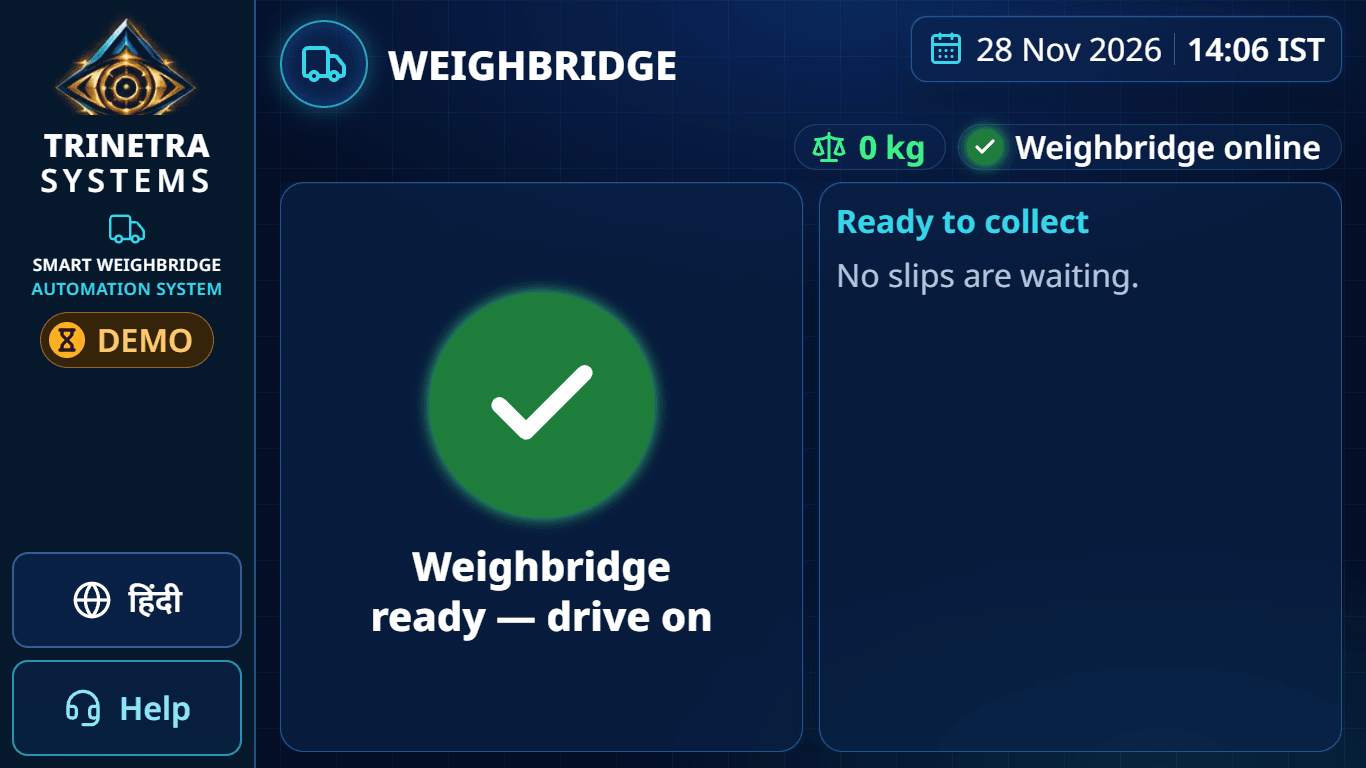 TRINETRA
SYSTEMS
SMART WEIGHBRIDGE
AUTOMATION SYSTEM
DEMO
हिंदी
Help
WEIGHBRIDGE
28 Nov 2026 14:06 IST
0 kg
Weighbridge online
Weighbridge
ready — drive on
Ready to collect
No slips are waiting.